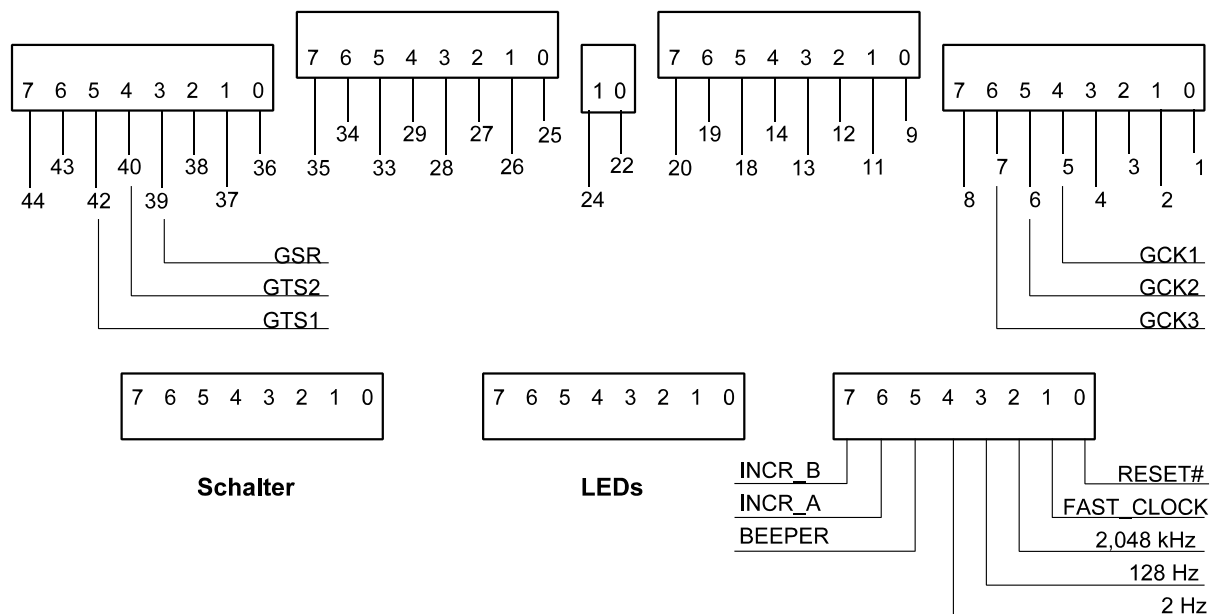 7 6 5 4 3 2 1 0
7 6 5 4 3 2 1 0
1 0
7 6 5 4 3 2 1 0
7 6 5 4 3 2 1 0
44 43 42 40 39 38 37 36
35 34 33 29 28 27 26 25
24 22
20 19 18 14 13 12 11 9
8 7 6 5 4 3 2 1
GSR
GTS2
GTS1
GCK1
GCK2
GCK3
7 6 5 4 3 2 1 0
Schalter
7 6 5 4 3 2 1 0
LEDs
7 6 5 4 3 2 1 0
INCR_B
INCR_A
BEEPER
RESET#
FAST_CLOCK
2,048 kHz
128 Hz
2 Hz